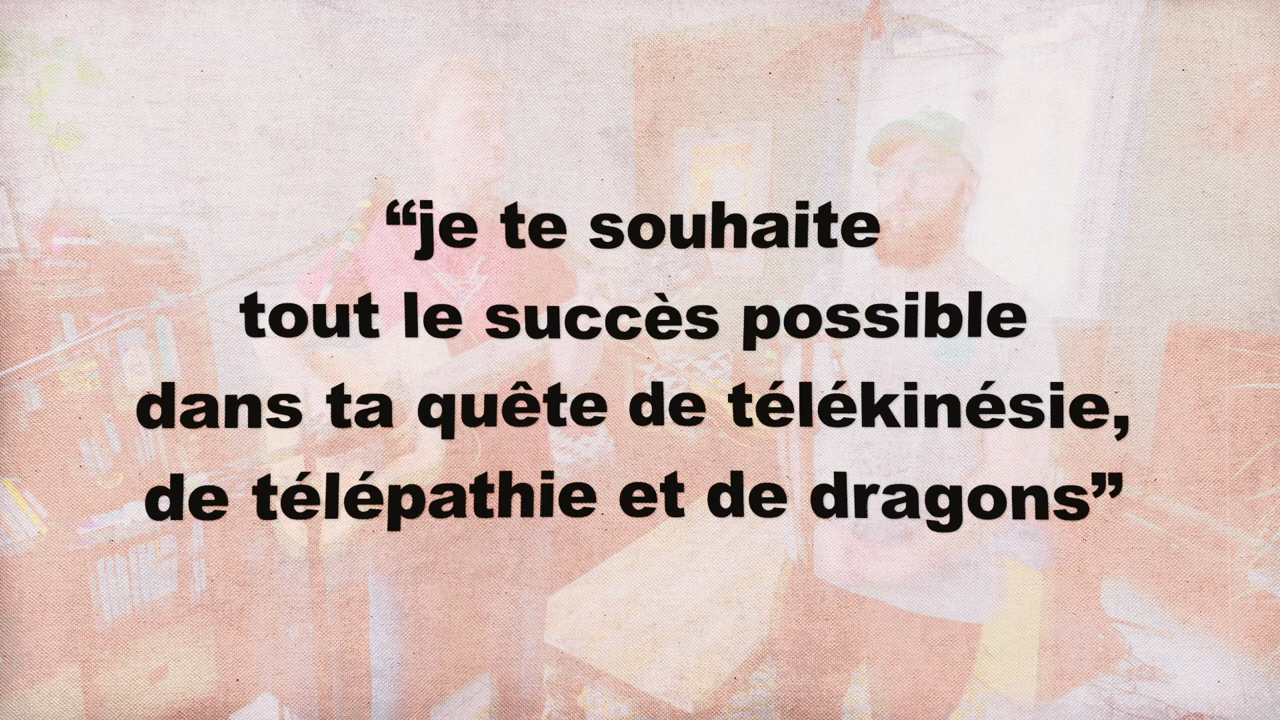 “je te souhaite
tout le succès possible
dans ta quête de télékinésie,
de télépathie et de dragons”